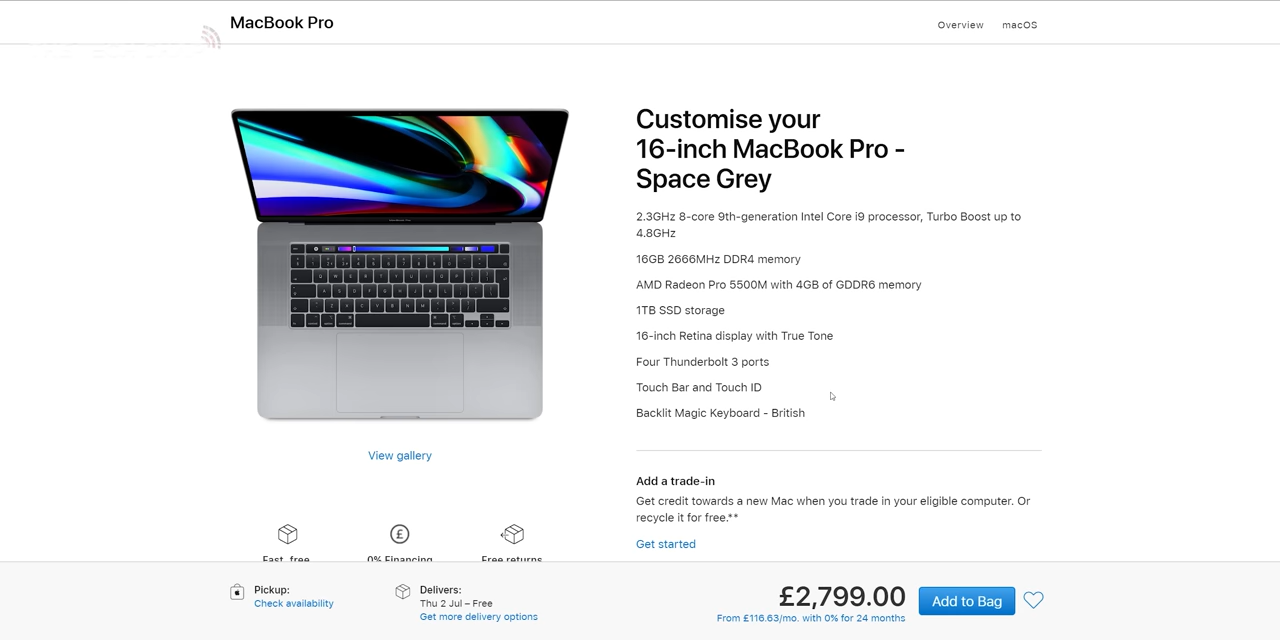 MacBook Pro
Overview
macOS
Customise your
16-inch MacBook Pro -
Space Grey
2.3GHz 8-core 9th-generation Intel Core i9 processor, Turbo Boost up to
4.8GHz
16GB 2666MHz DDR4 memory
AMD Radeon Pro 5500M with 4GB of GDDR6 memory
1TB SSD storage
16-inch Retina display with True Tone
Four Thunderbolt 3 ports
Touch Bar and Touch ID
Backlit Magic Keyboard - British
View gallery
Add a trade-in
Get credit towards a new Mac when you trade in your eligible computer. Or
recycle it for free.**
Get started
Fast, free
0% Financing
Free returns
Pickup:
Check availability
Delivers:
Thu 2 Jul – Free
Get more delivery options
£2,799.00
From £116.63/mo. with 0% for 24 months
Add to Bag